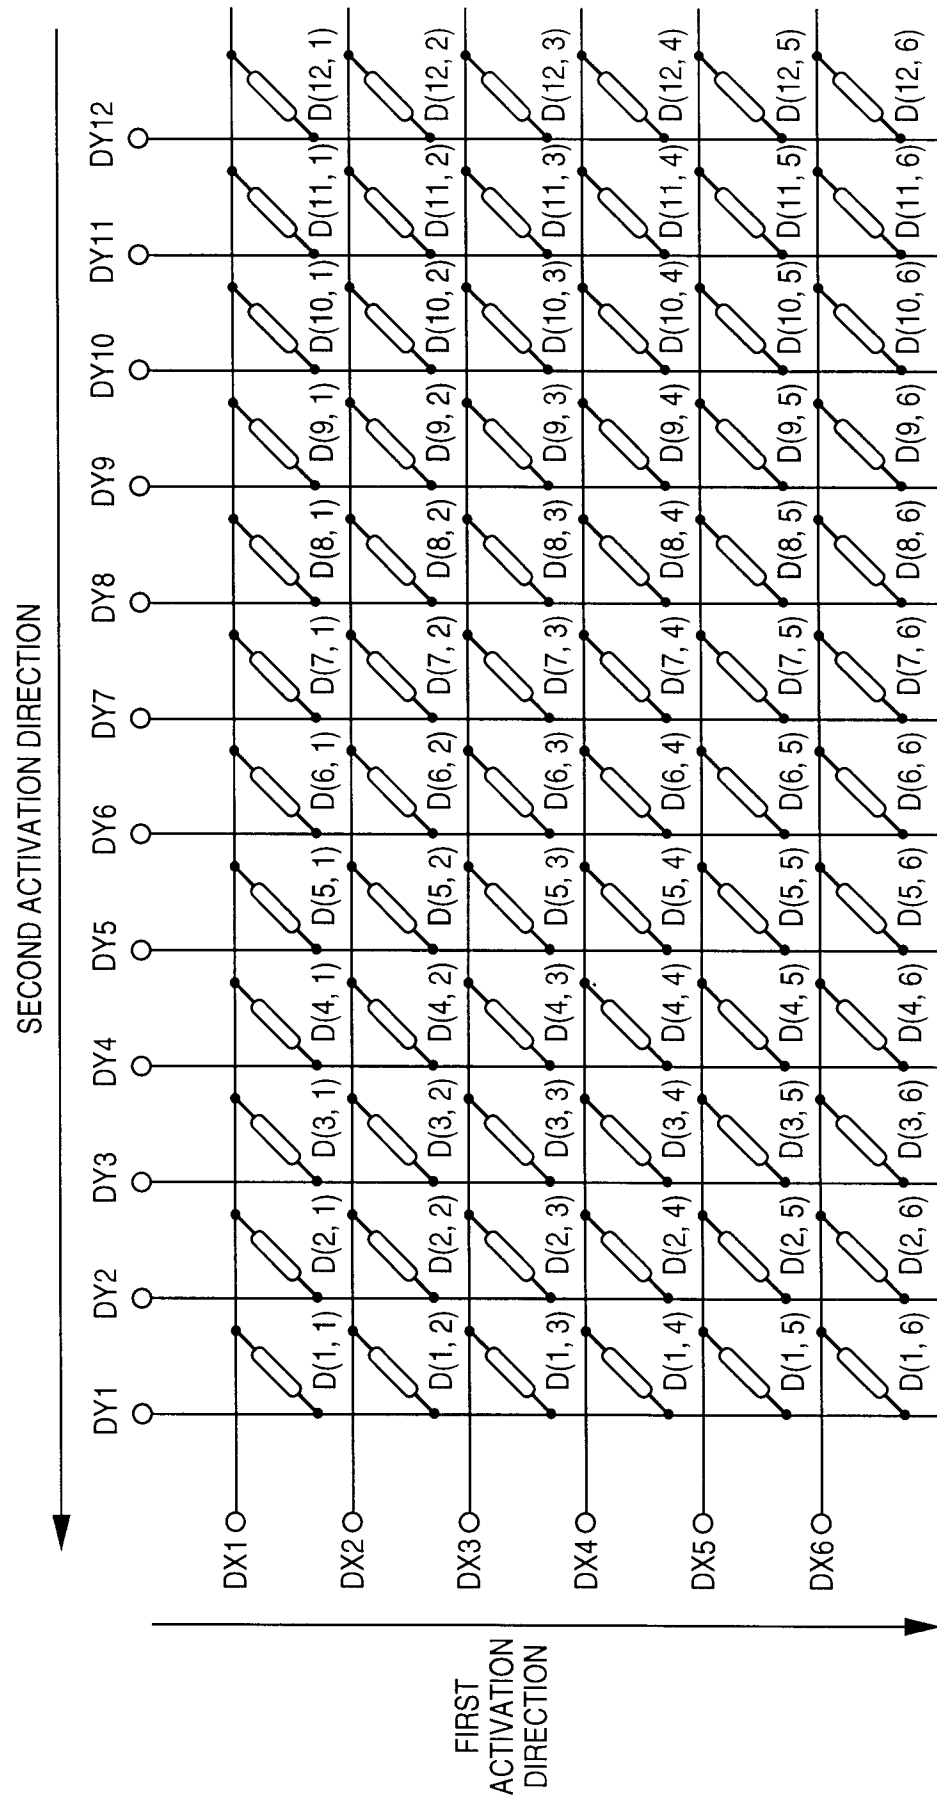 SECOND ACTIVATION DIRECTION
DY1 DY2 DY3 DY4 DY5 DY6 DY7 DY8 DY9 DY10 DY11 DY12
DX1
D(1, 1) D(2, 1) D(3, 1) D(4, 1) D(5, 1) D(6, 1) D(7, 1) D(8, 1) D(9, 1) D(10, 1) D(11, 1) D(12, 1)
DX2
D(1, 2) D(2, 2) D(3, 2) D(4, 2) D(5, 2) D(6, 2) D(7, 2) D(8, 2) D(9, 2) D(10, 2) D(11, 2) D(12, 2)
DX3
D(1, 3) D(2, 3) D(3, 3) D(4, 3) D(5, 3) D(6, 3) D(7, 3) D(8, 3) D(9, 3) D(10, 3) D(11, 3) D(12, 3)
DX4
D(1, 4) D(2, 4) D(3, 4) D(4, 4) D(5, 4) D(6, 4) D(7, 4) D(8, 4) D(9, 4) D(10, 4) D(11, 4) D(12, 4)
DX5
D(1, 5) D(2, 5) D(3, 5) D(4, 5) D(5, 5) D(6, 5) D(7, 5) D(8, 5) D(9, 5) D(10, 5) D(11, 5) D(12, 5)
DX6
D(1, 6) D(2, 6) D(3, 6) D(4, 6) D(5, 6) D(6, 6) D(7, 6) D(8, 6) D(9, 6) D(10, 6) D(11, 6) D(12, 6)
FIRST
ACTIVATION
DIRECTION